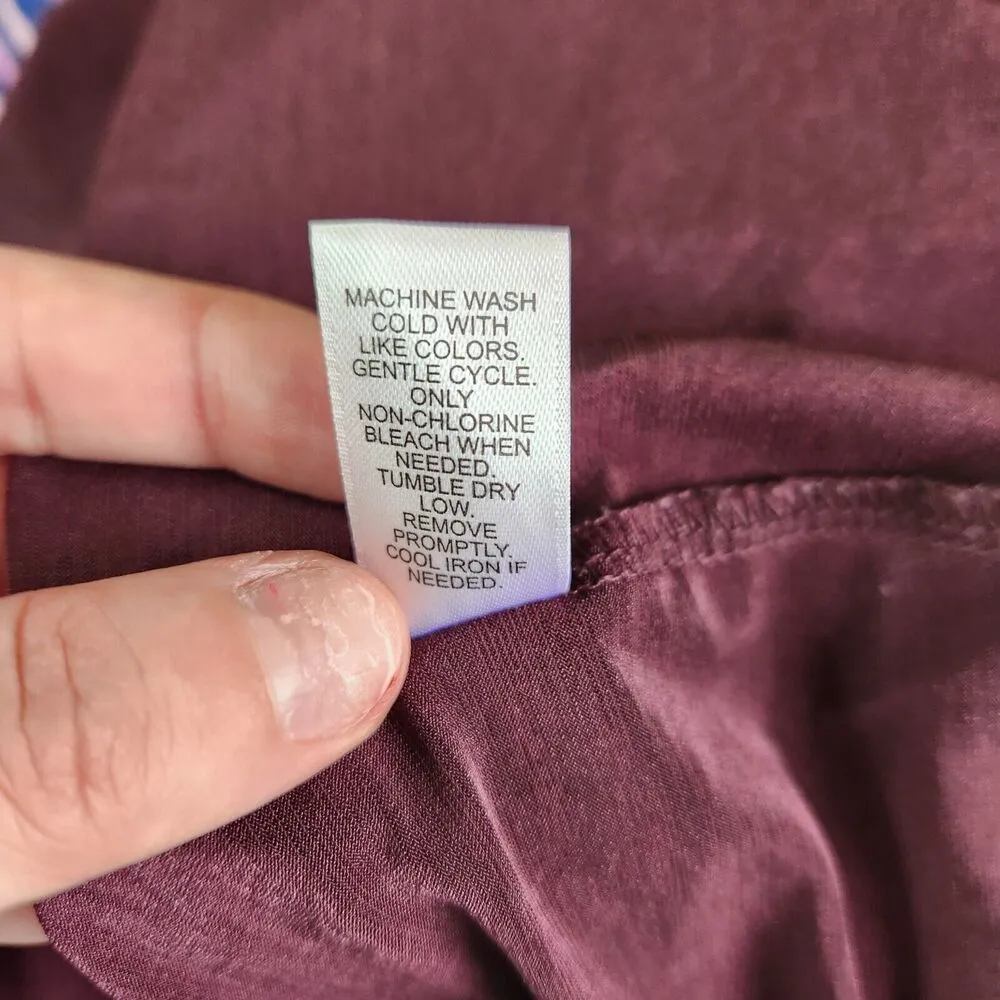 MACHINE WASH
COLD WITH
LIKE COLORS.
GENTLE CYCLE.
ONLY
NON-CHLORINE
BLEACH WHEN
NEEDED.
TUMBLE DRY
LOW.
REMOVE
PROMPTLY.
COOL IRON IF
NEEDED.